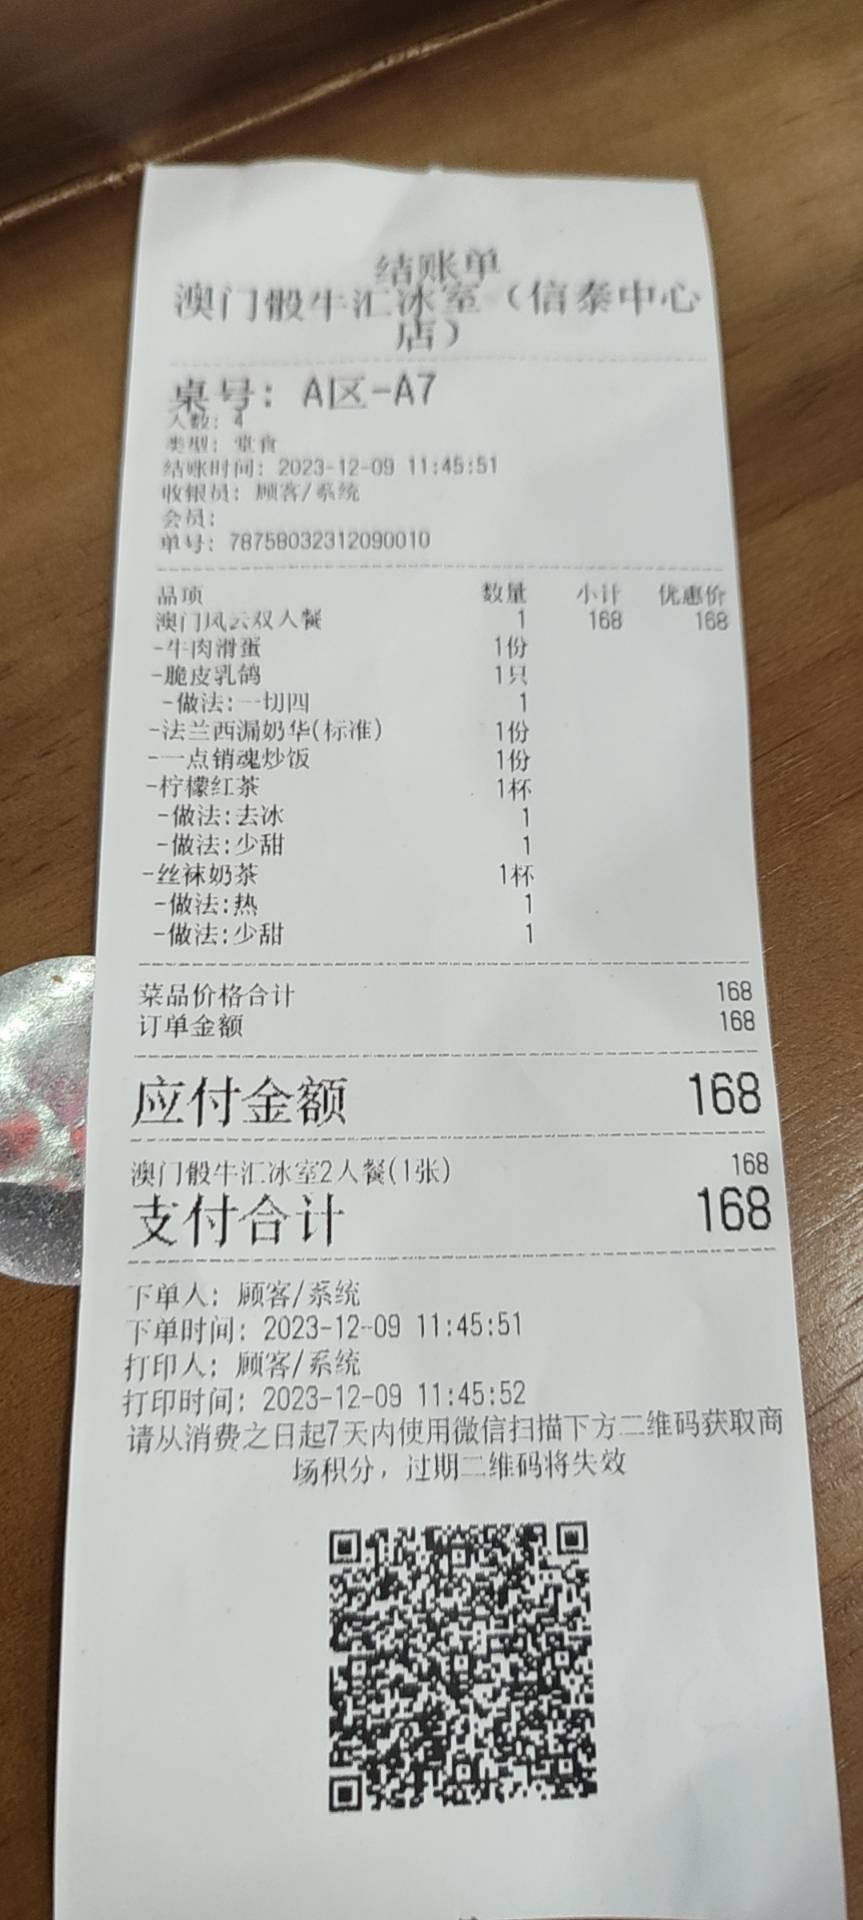 结账单
澳门骰牛汇冰室（信泰中心
店）
桌号: A区-A7
人数: 4
类型: 堂食
结账时间: 2023-12-09 11:45:51
收银员: 顾客/系统
会员:
单号: 78758032312090010
品项 数量 小计 优惠价
澳门风云双人餐 1 168 168
-牛肉滑蛋 1份
-脆皮乳鸽 1只
-做法:一切四 1
-法兰西漏奶华(标准) 1份
-一点销魂炒饭 1份
-柠檬红茶 1杯
-做法:去冰 1
-做法:少甜 1
-丝袜奶茶 1杯
-做法:热 1
-做法:少甜 1
菜品价格合计 168
订单金额 168
应付金额 168
澳门骰牛汇冰室2人餐(1张) 168
支付合计 168
下单人: 顾客/系统
下单时间: 2023-12-09 11:45:51
打印人: 顾客/系统
打印时间: 2023-12-09 11:45:52
请从消费之日起7天内使用微信扫描下方二维码获取商
场积分，过期二维码将失效